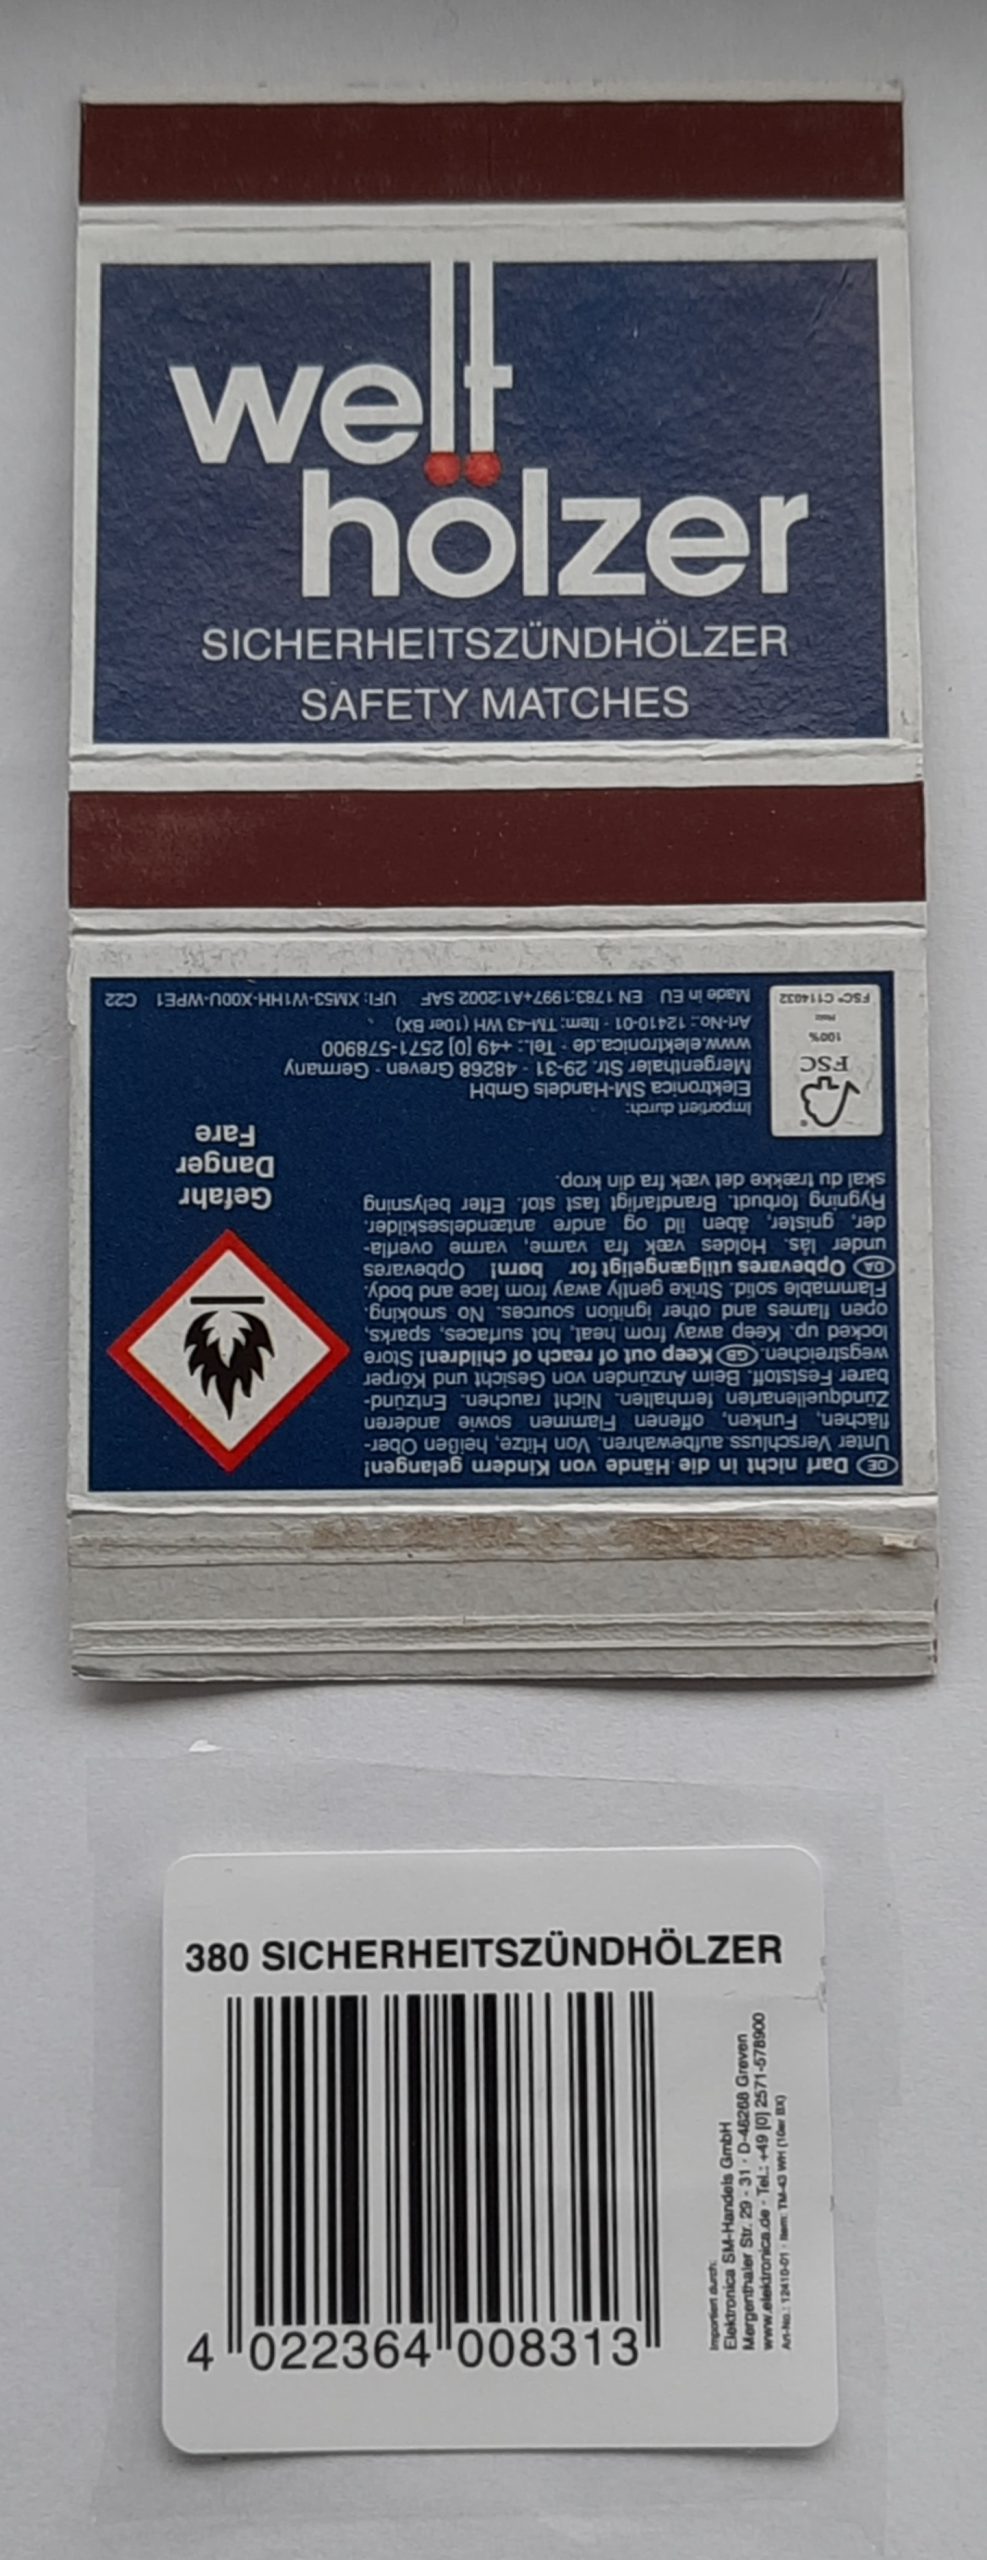 welt
hölzer
SICHERHEITSZÜNDHÖLZER
SAFETY MATCHES
DE Darf nicht in die Hände von Kindern gelangen!
Unter Verschluss aufbewahren. Von Hitze, heißen Ober-
flächen, Funken, offenen Flammen sowie anderen
Zündquellenarten fernhalten. Nicht rauchen. Entzünd-
barer Feststoff. Beim Anzünden von Gesicht und Körper
wegstreichen. GB Keep out of reach of children! Store
locked up. Keep away from heat, hot surfaces, sparks,
open flames and other ignition sources. No smoking.
Flammable solid. Strike gently away from face and body.
DA Opbevares utilgængeligt for børn! Opbevares
under lås. Holdes væk fra varme, varme overfla-
der, gnister, åben ild og andre antændelseskilder.
Rygning forbudt. Brandfarligt fast stof. Efter belysning
skal du trække det væk fra din krop.
Gefahr
Danger
Fare
Importiert durch:
Elektronica SM-Handels GmbH
Mergenthaler Str. 29-31 · 48268 Greven · Germany
www.elektronica.de · Tel.: +49 [0] 2571-578900
Art-No.: 12410-01 · Item: TM-43 WH (10er BX)
Made in EU EN 1783:1997+A1:2002 SAF UFI: XM53-W1HH-X00U-WPE1 C22
FSC
100%
Holz
FSC® C114032
380 SICHERHEITSZÜNDHÖLZER
4 022364 008313
Importiert durch:
Elektronica SM-Handels GmbH
Mergenthaler Str. 29 - 31 · D-48268 Greven
www.elektronica.de · Tel.: +49 [0] 2571-578900
Art-No.: 12410-01 · Item: TM-43 WH (10er BX)